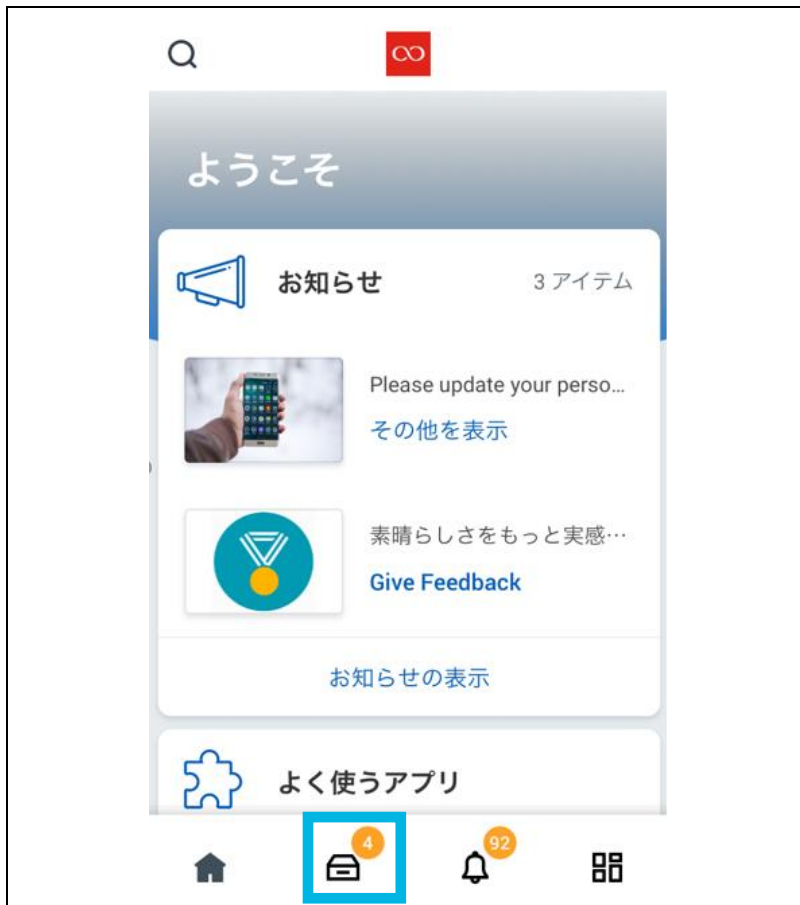 ようこそ
お知らせ 3 アイテム
Please update your perso...
その他を表示
素晴らしさをもっと実感…
Give Feedback
お知らせの表示
よく使うアプリ
4 92